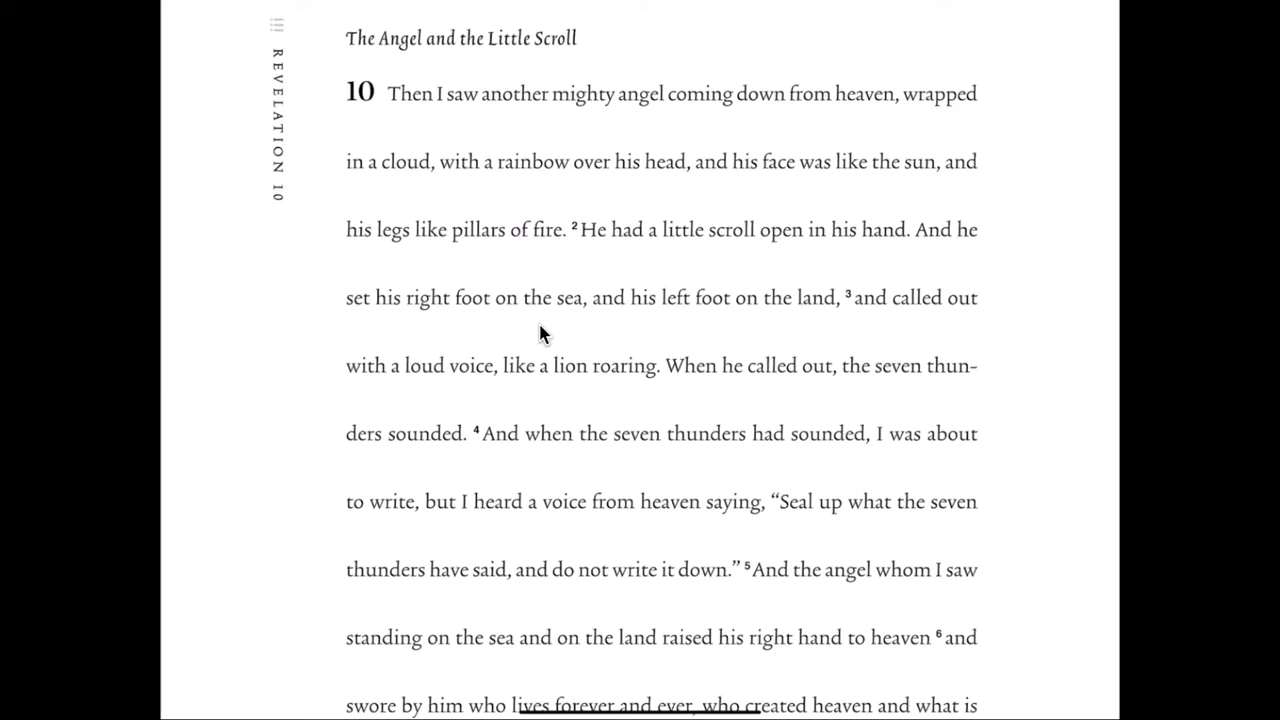 REVELATION 10
The Angel and the Little Scroll
10 Then I saw another mighty angel coming down from heaven, wrapped
in a cloud, with a rainbow over his head, and his face was like the sun, and
his legs like pillars of fire. 2 He had a little scroll open in his hand. And he
set his right foot on the sea, and his left foot on the land, 3 and called out
with a loud voice, like a lion roaring. When he called out, the seven thun-
ders sounded. 4 And when the seven thunders had sounded, I was about
to write, but I heard a voice from heaven saying, “Seal up what the seven
thunders have said, and do not write it down.” 5 And the angel whom I saw
standing on the sea and on the land raised his right hand to heaven 6 and
swore by him who lives forever and ever, who created heaven and what is